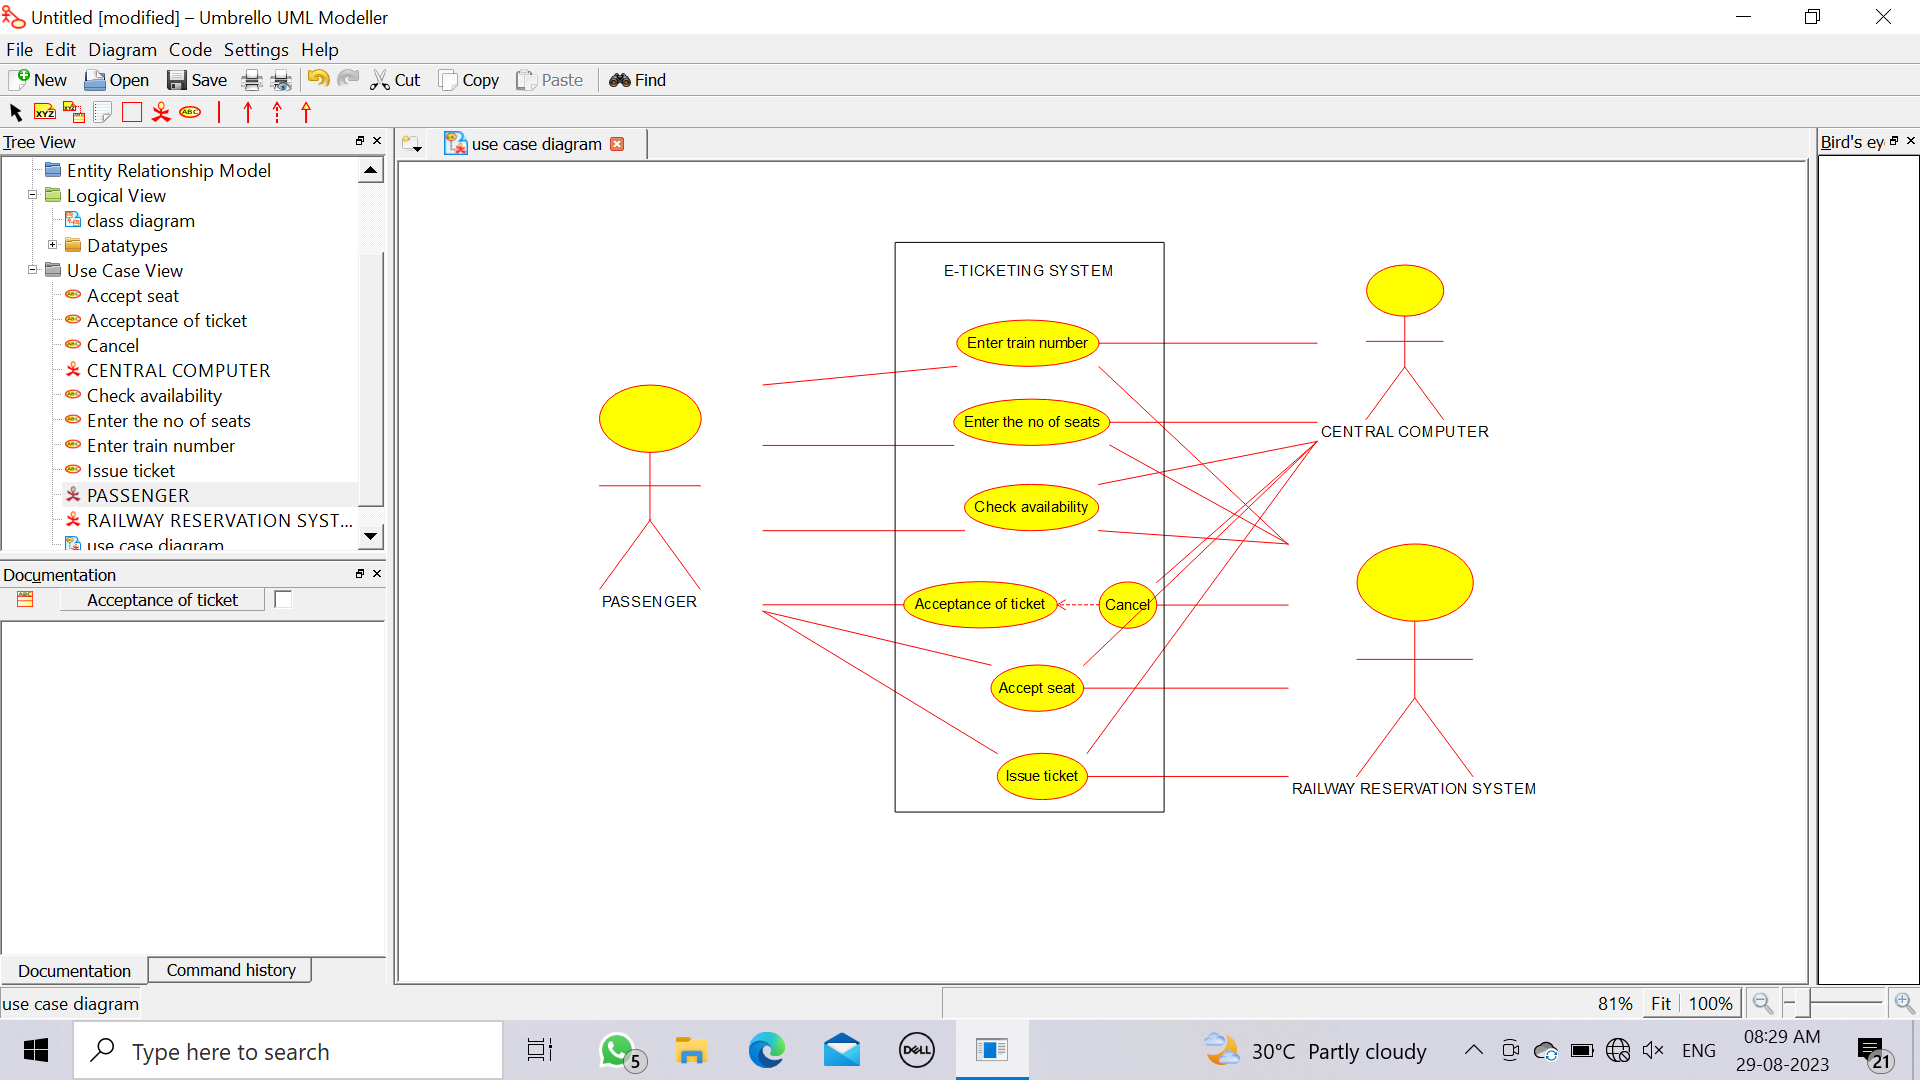 Untitled [modified] – Umbrello UML Modeller
File Edit Diagram Code Settings Help
New Open Save Cut Copy Paste Find
XYZ XYZ ABC
Tree View
use case diagram
Bird's ey
Entity Relationship Model
Logical View
class diagram
Datatypes
Use Case View
Accept seat
Acceptance of ticket
Cancel
CENTRAL COMPUTER
Check availability
Enter the no of seats
Enter train number
Issue ticket
PASSENGER
RAILWAY RESERVATION SYST...
use case diagram
Documentation
Acceptance of ticket
Documentation Command history
E-TICKETING SYSTEM
Enter train number
Enter the no of seats
CENTRAL COMPUTER
Check availability
PASSENGER
Acceptance of ticket
Cancel
Accept seat
Issue ticket
RAILWAY RESERVATION SYSTEM
use case diagram
81% Fit 100%
Type here to search
5
DELL
30°C Partly cloudy
ENG
08:29 AM
29-08-2023
21